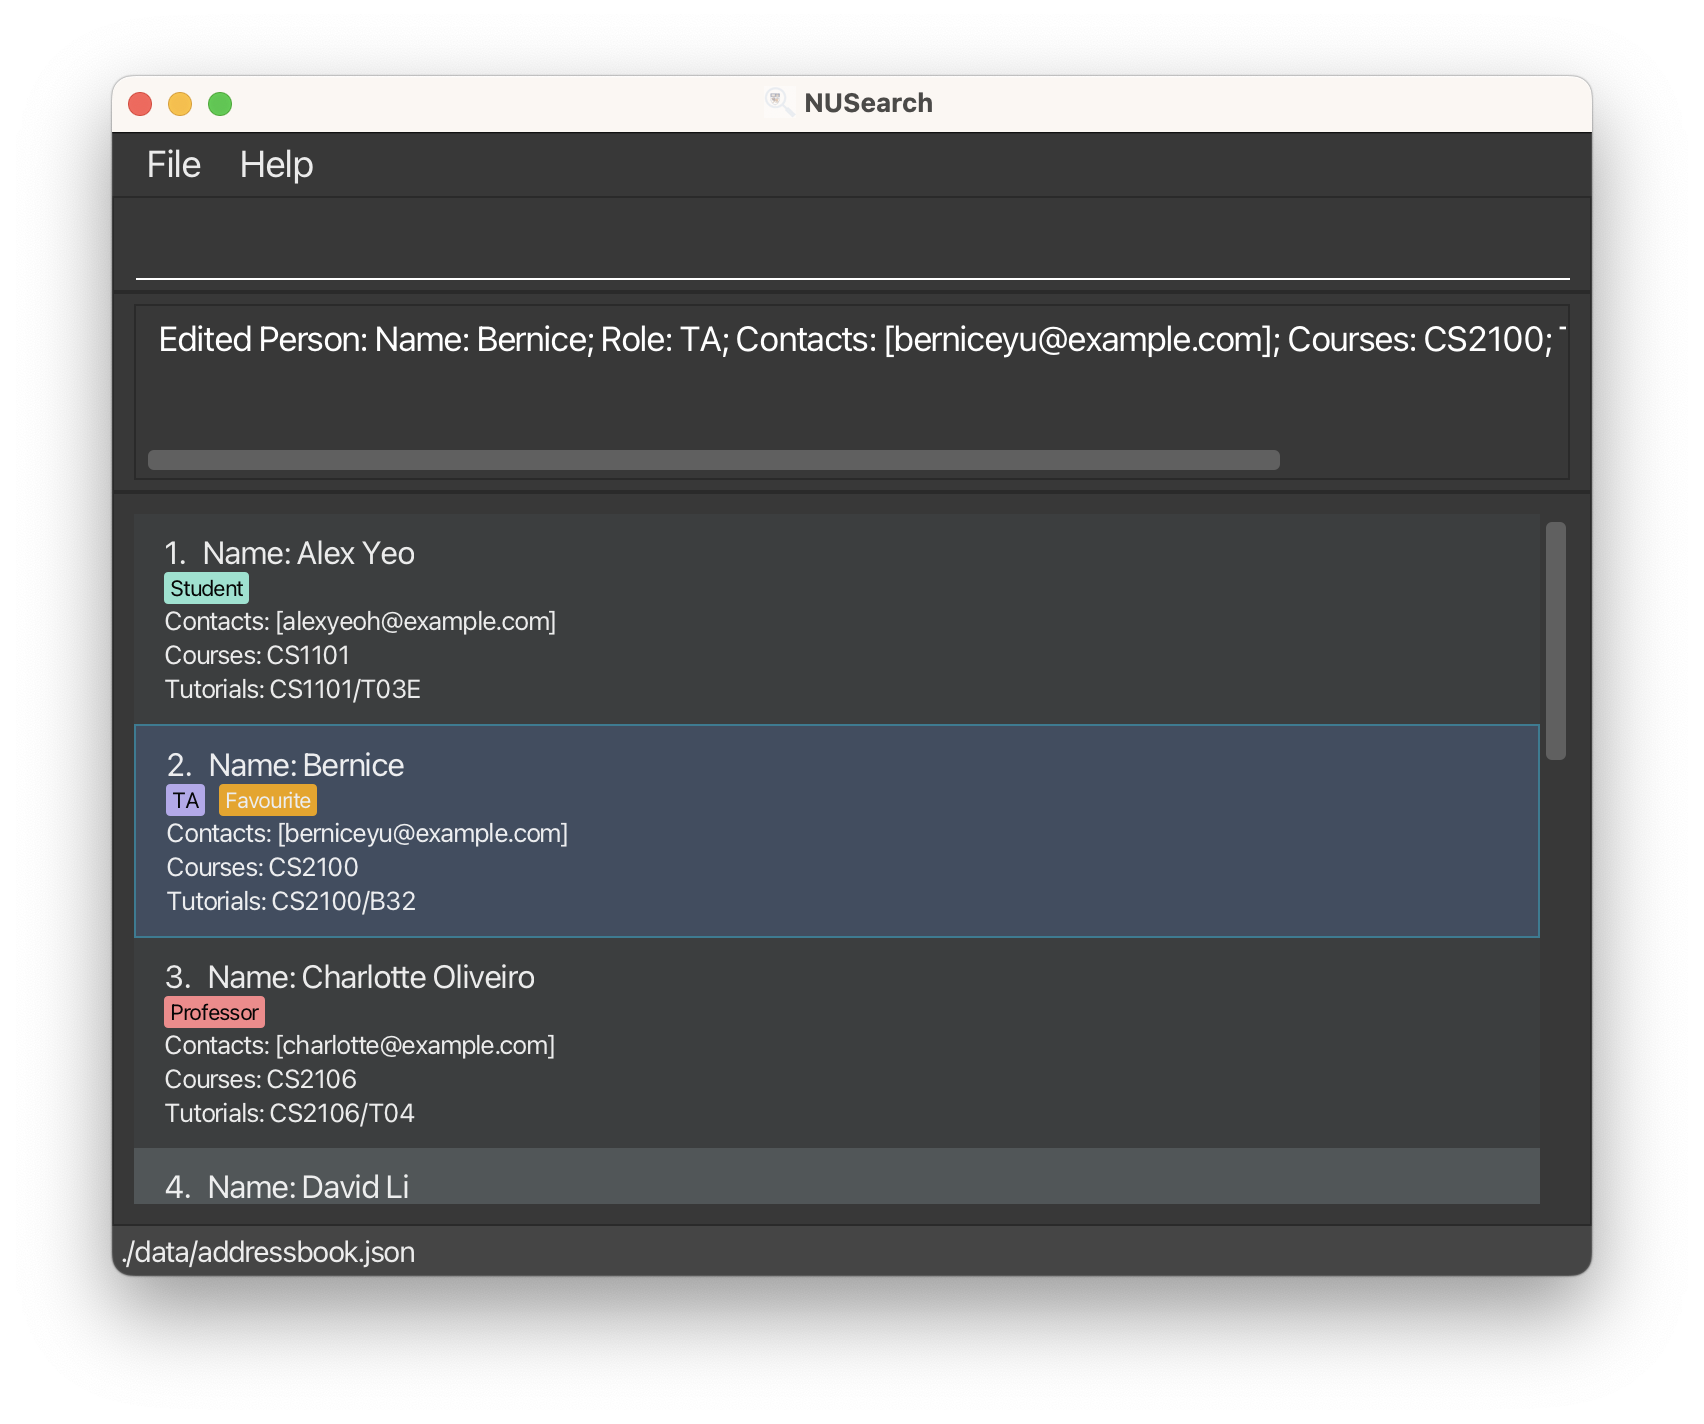 NUSearch
File Help
Edited Person: Name: Bernice; Role: TA; Contacts: [berniceyu@example.com]; Courses: CS2100;
1. Name: Alex Yeo
Student
Contacts: [alexyeoh@example.com]
Courses: CS1101
Tutorials: CS1101/T03E
2. Name: Bernice
TA Favourite
Contacts: [berniceyu@example.com]
Courses: CS2100
Tutorials: CS2100/B32
3. Name: Charlotte Oliveiro
Professor
Contacts: [charlotte@example.com]
Courses: CS2106
Tutorials: CS2106/T04
4. Name: David Li
./data/addressbook.json